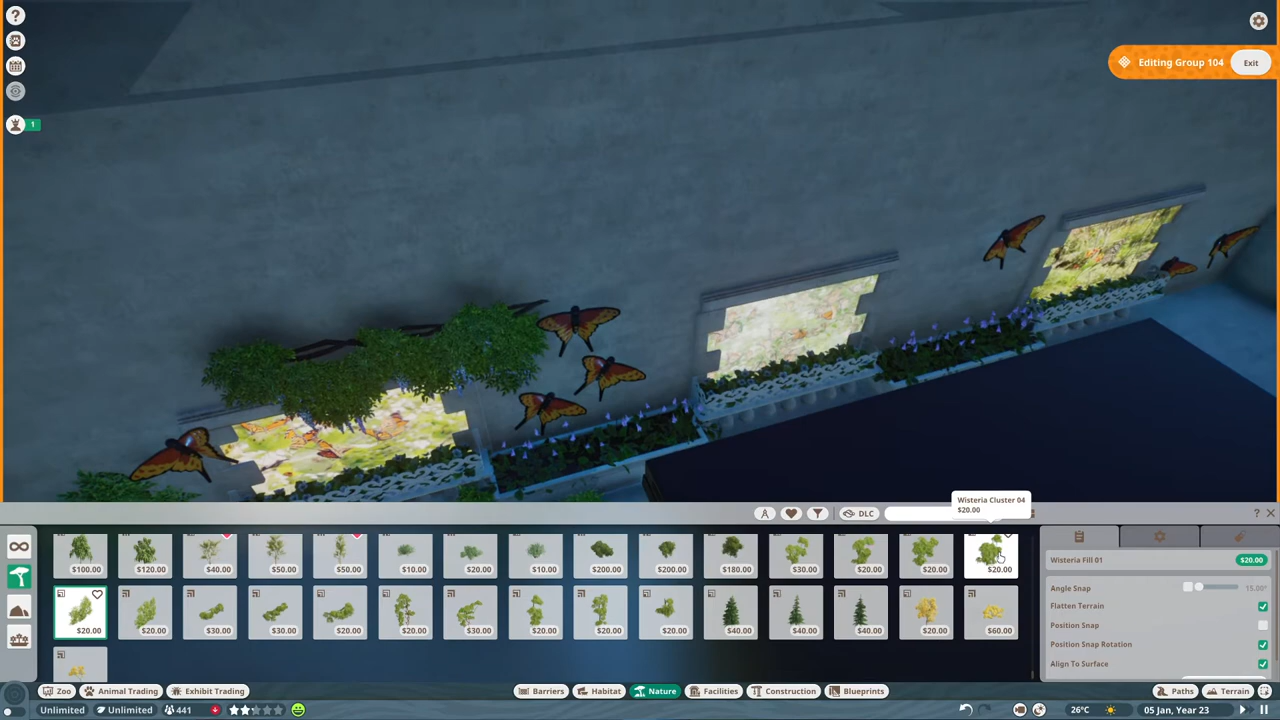 Editing Group 104
Exit
1
Wisteria Cluster 04
$20.00
DLC
$100.00
$120.00
$40.00
$50.00
$50.00
$10.00
$20.00
$10.00
$200.00
$200.00
$180.00
$30.00
$20.00
$20.00
$20.00
Wisteria Fill 01
$20.00
Angle Snap
15.00°
Flatten Terrain
Position Snap
Position Snap Rotation
Align To Surface
$20.00
$20.00
$30.00
$30.00
$20.00
$20.00
$30.00
$20.00
$20.00
$20.00
$40.00
$40.00
$40.00
$20.00
$60.00
Zoo
Animal Trading
Exhibit Trading
Barriers
Habitat
Nature
Facilities
Construction
Blueprints
Paths
Terrain
Unlimited
Unlimited
441
26°C
05 Jan, Year 23